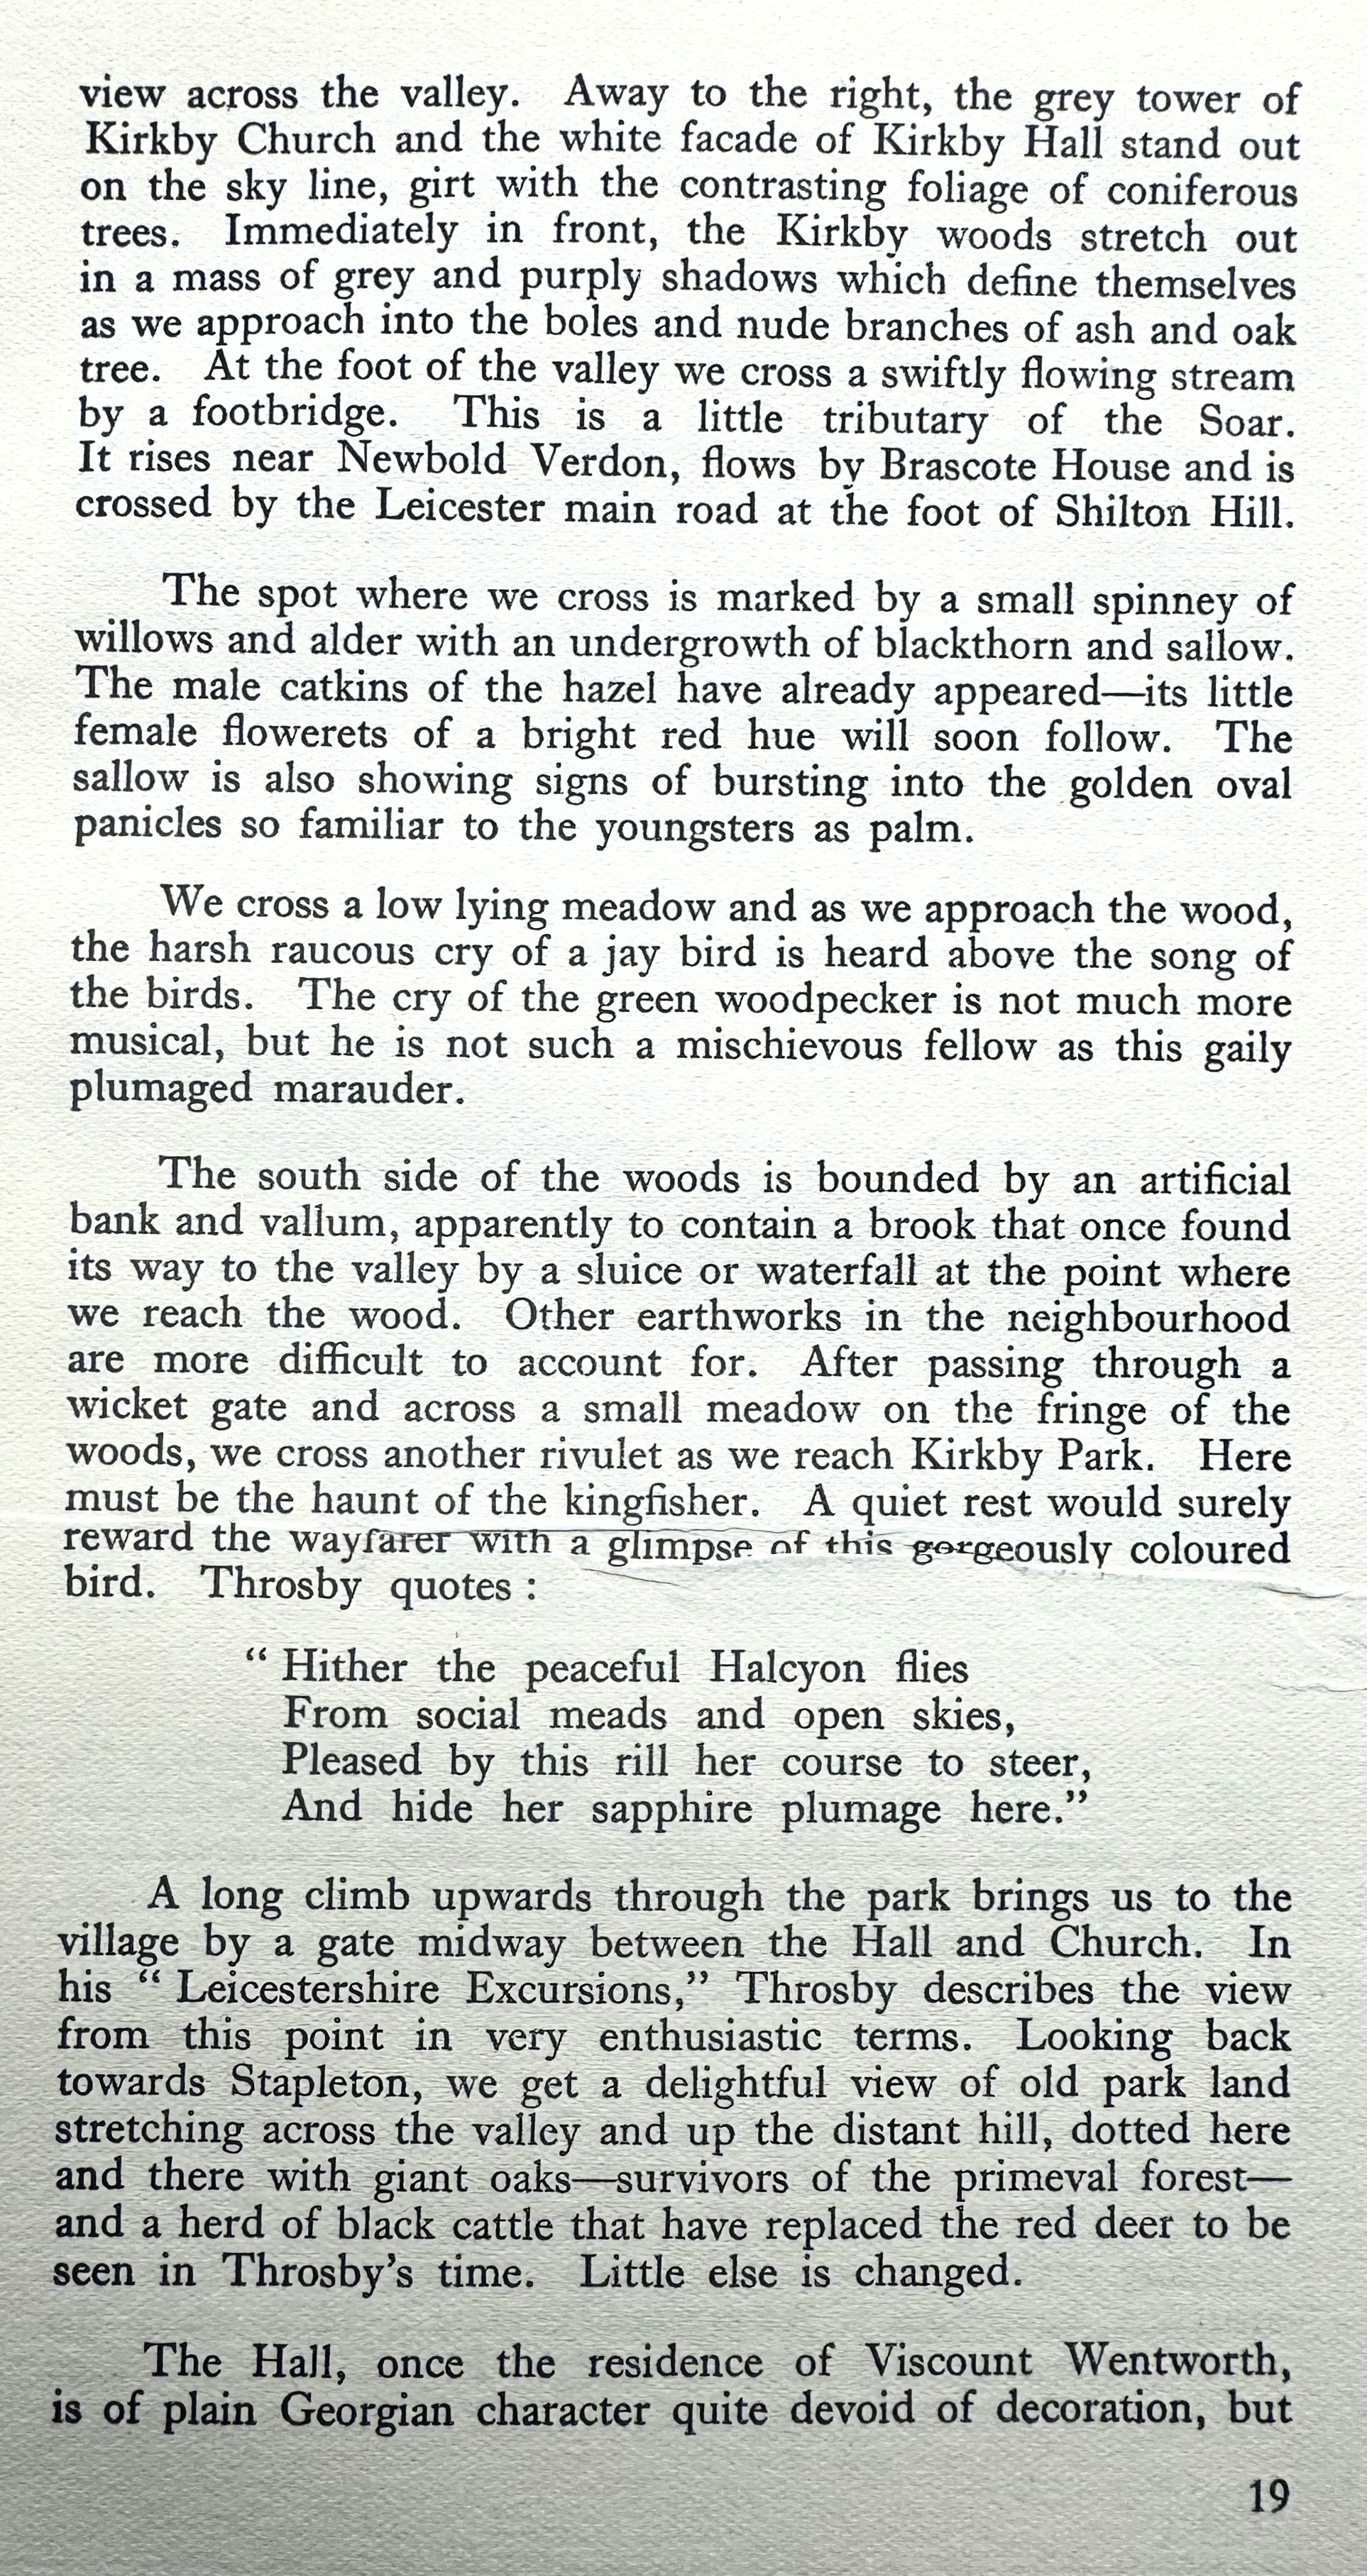 view across the valley. Away to the right, the grey tower of
Kirkby Church and the white facade of Kirkby Hall stand out
on the sky line, girt with the contrasting foliage of coniferous
trees. Immediately in front, the Kirkby woods stretch out
in a mass of grey and purply shadows which define themselves
as we approach into the boles and nude branches of ash and oak
tree. At the foot of the valley we cross a swiftly flowing stream
by a footbridge. This is a little tributary of the Soar.
It rises near Newbold Verdon, flows by Brascote House and is
crossed by the Leicester main road at the foot of Shilton Hill.
The spot where we cross is marked by a small spinney of
willows and alder with an undergrowth of blackthorn and sallow.
The male catkins of the hazel have already appeared—its little
female flowerets of a bright red hue will soon follow. The
sallow is also showing signs of bursting into the golden oval
panicles so familiar to the youngsters as palm.
We cross a low lying meadow and as we approach the wood,
the harsh raucous cry of a jay bird is heard above the song of
the birds. The cry of the green woodpecker is not much more
musical, but he is not such a mischievous fellow as this gaily
plumaged marauder.
The south side of the woods is bounded by an artificial
bank and vallum, apparently to contain a brook that once found
its way to the valley by a sluice or waterfall at the point where
we reach the wood. Other earthworks in the neighbourhood
are more difficult to account for. After passing through a
wicket gate and across a small meadow on the fringe of the
woods, we cross another rivulet as we reach Kirkby Park. Here
must be the haunt of the kingfisher. A quiet rest would surely
reward the wayfarer with a glimpse of this gorgeously coloured
bird. Throsby quotes :
“ Hither the peaceful Halcyon flies
From social meads and open skies,
Pleased by this rill her course to steer,
And hide her sapphire plumage here.”
A long climb upwards through the park brings us to the
village by a gate midway between the Hall and Church. In
his “ Leicestershire Excursions,” Throsby describes the view
from this point in very enthusiastic terms. Looking back
towards Stapleton, we get a delightful view of old park land
stretching across the valley and up the distant hill, dotted here
and there with giant oaks—survivors of the primeval forest—
and a herd of black cattle that have replaced the red deer to be
seen in Throsby’s time. Little else is changed.
The Hall, once the residence of Viscount Wentworth,
is of plain Georgian character quite devoid of decoration, but
19